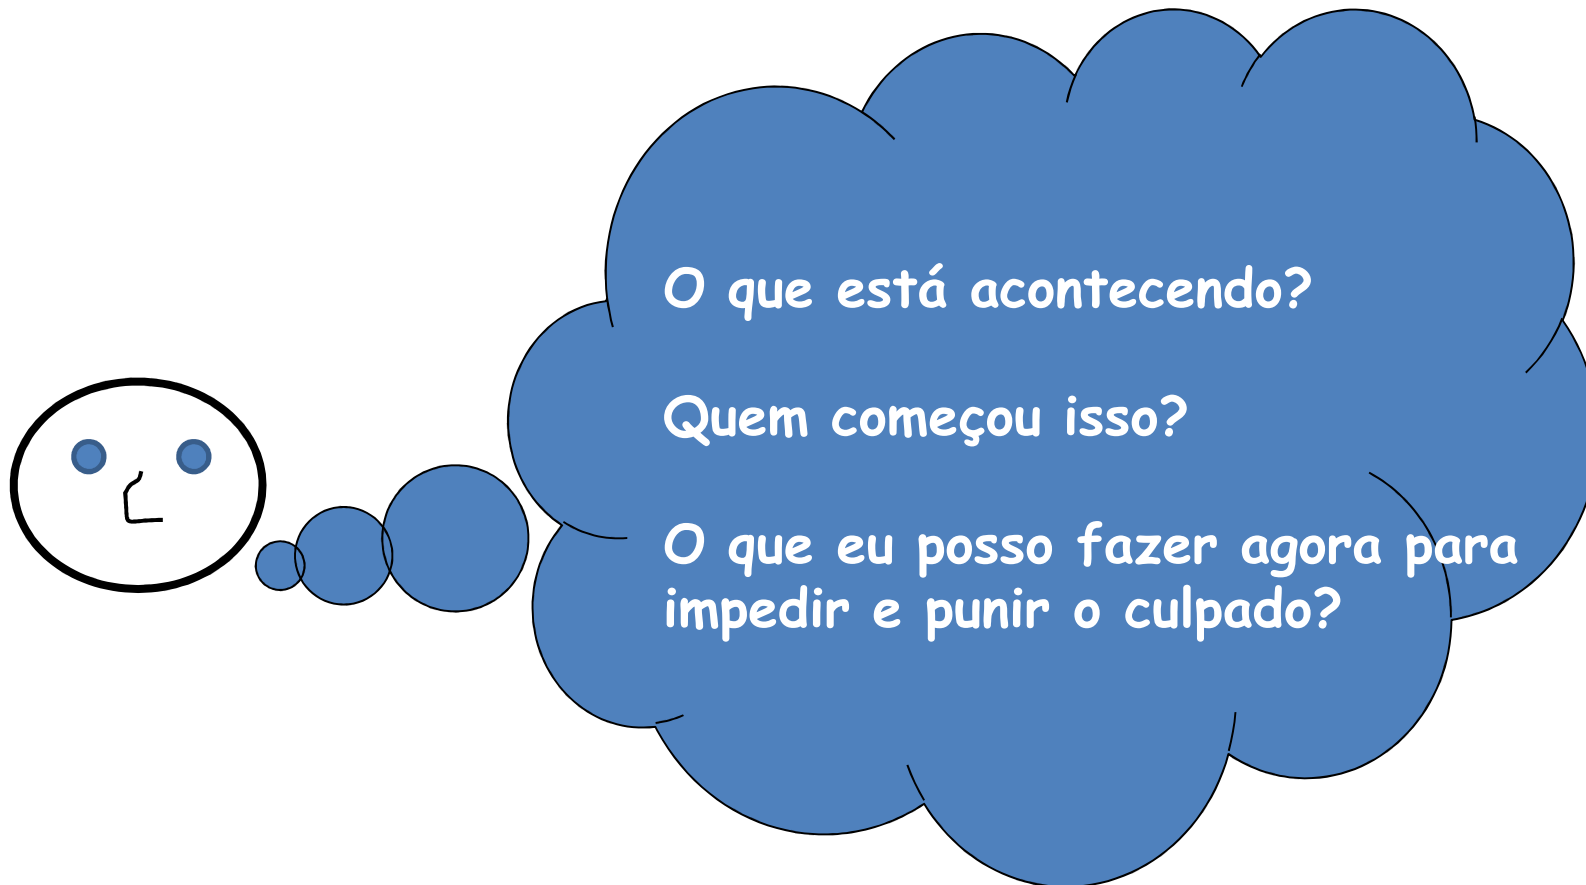 O que está acontecendo?
Quem começou isso?
O que eu posso fazer agora para
impedir e punir o culpado?